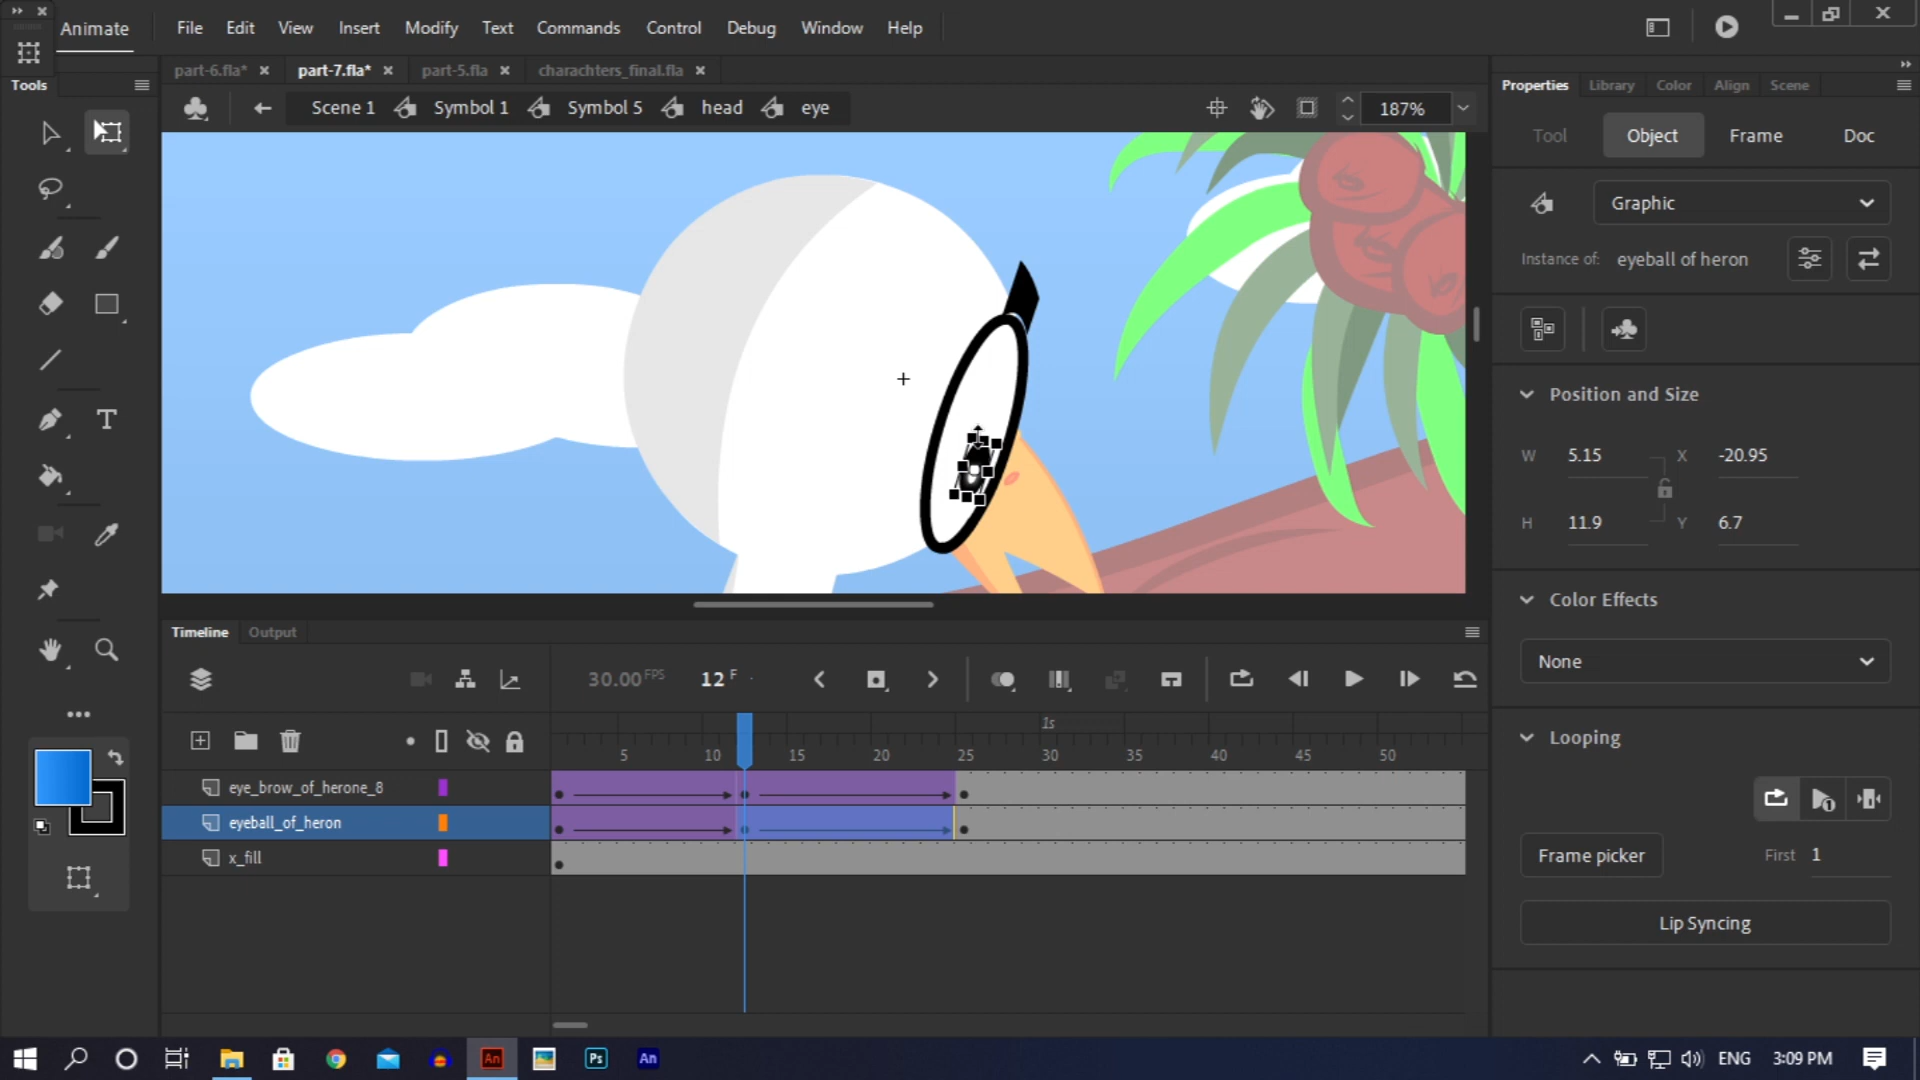 Animate File Edit View Insert Modify Text Commands Control Debug Window Help
Tools
part-6.fla* part-7.fla* part-5.fla charachters_final.fla
Scene 1 Symbol 1 Symbol 5 head eye 187%
Properties Library Color Align Scene
Tool Object Frame Doc
Graphic
Instance of: eyeball of heron
Position and Size
W 5.15 X -20.95
H 11.9 Y 6.7
Color Effects
None
Looping
Frame picker First 1
Lip Syncing
T
Timeline Output
30.00 FPS 12 F
1s
5 10 15 20 25 30 35 40 45 50
eye_brow_of_herone_8
eyeball_of_heron
x_fill
An Ps An ENG 3:09 PM